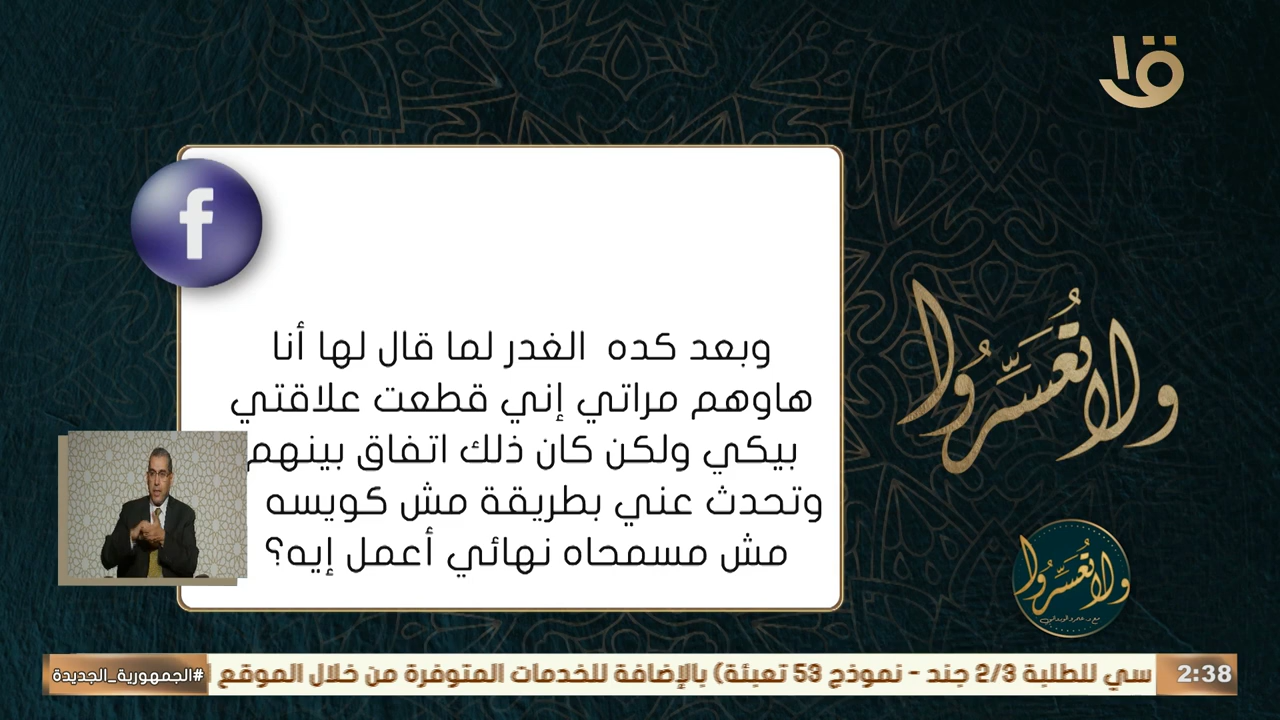 ولا تعسروا
وبعد كده الغدر لما قال لها أنا
هاوهم مراتي إني قطعت علاقتي
بيكي ولكن كان ذلك اتفاق بينهم
وتحدث عني بطريقة مش كويسه
مش مسمحاه نهائي أعمل إيه؟
ولا تعسروا
2:38
سي للطلبة 2/3 جند - نموذج 53 تعبئة) بالإضافة للخدمات المتوفرة من خلال الموقع ا
#الجمهورية_الجديدة